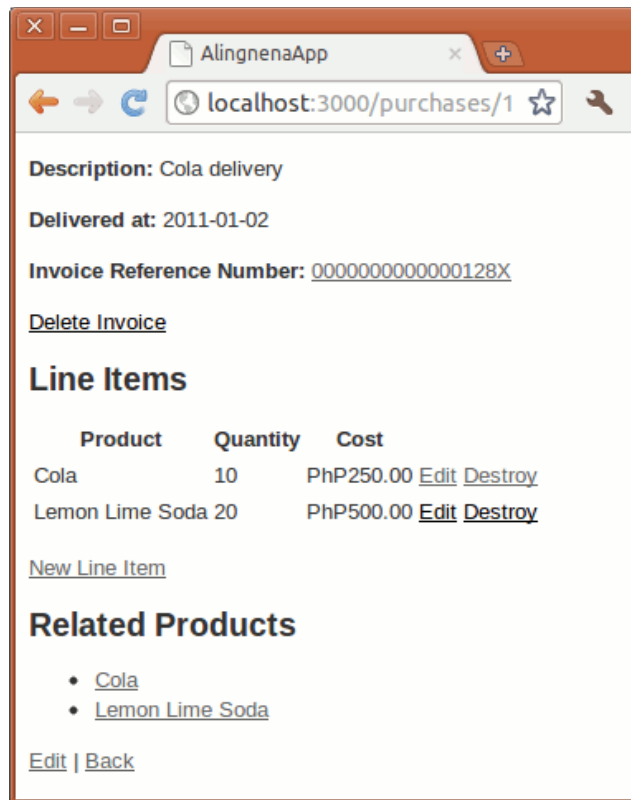 AlingnenaApp
localhost:3000/purchases/1
Description: Cola delivery
Delivered at: 2011-01-02
Invoice Reference Number: 0000000000000128X
Delete Invoice
Line Items
Product Quantity Cost
Cola 10 PhP250.00 Edit Destroy
Lemon Lime Soda 20 PhP500.00 Edit Destroy
New Line Item
Related Products
• Cola
• Lemon Lime Soda
Edit | Back